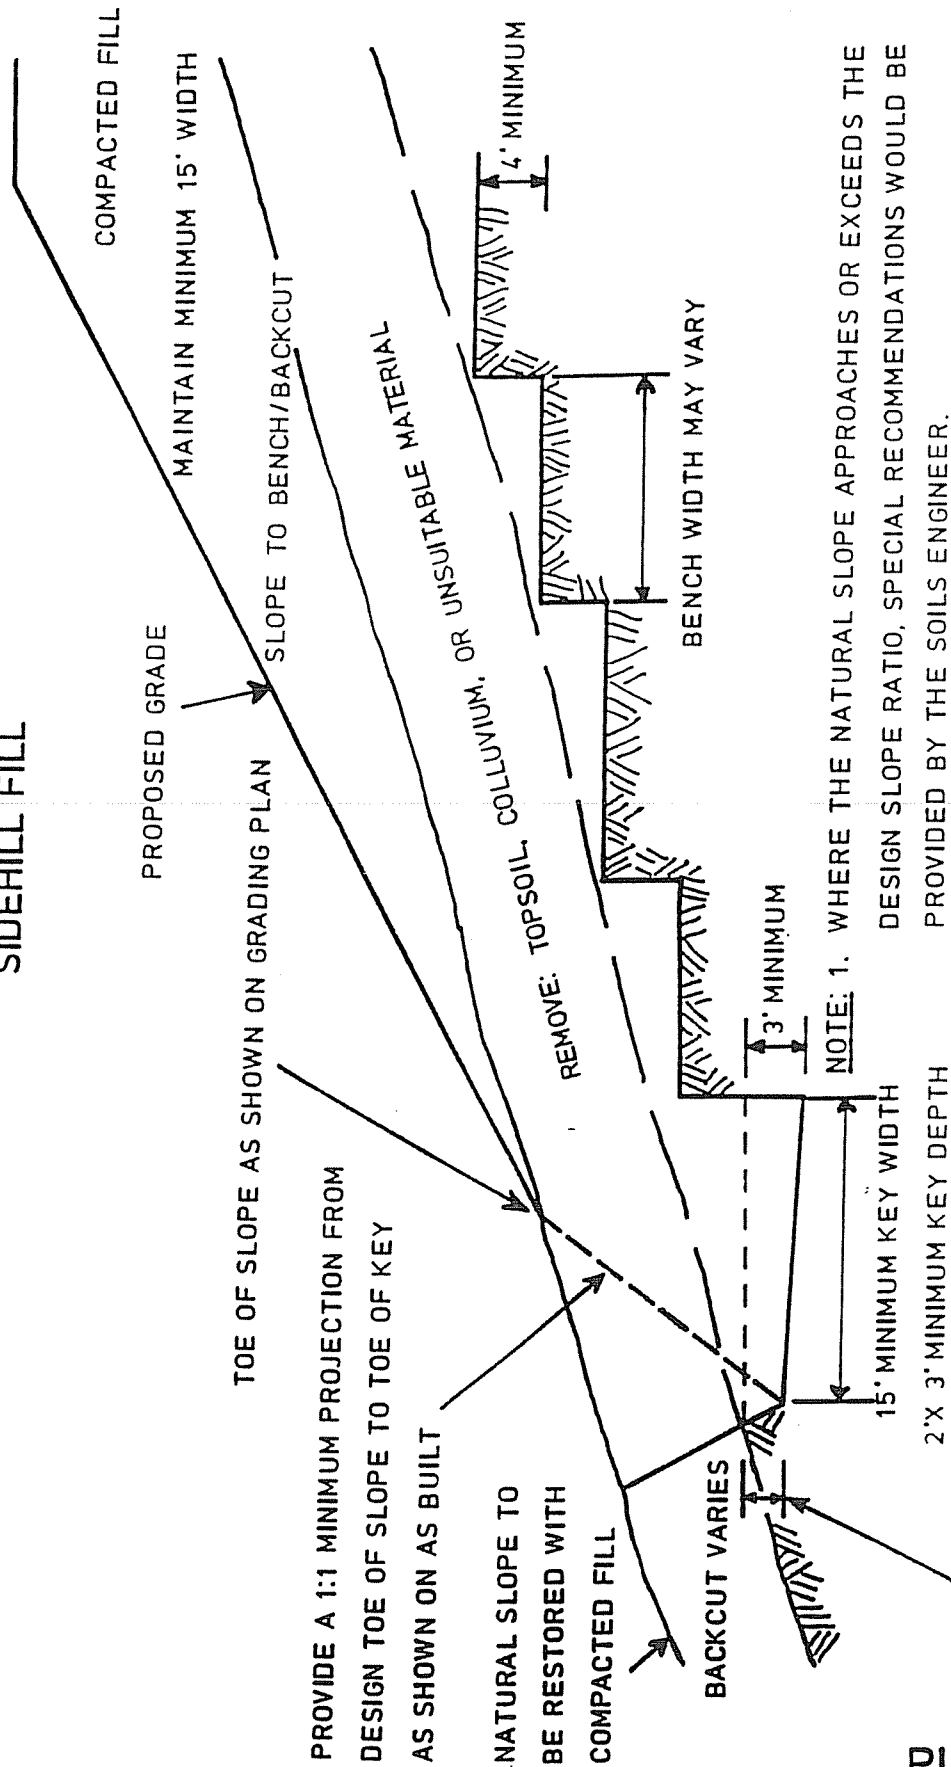 SIDEHILL FILL
COMPACTED FILL
MAINTAIN MINIMUM 15' WIDTH
PROPOSED GRADE
SLOPE TO BENCH/BACKCUT
TOE OF SLOPE AS SHOWN ON GRADING PLAN
REMOVE: TOPSOIL, COLLUVIUM, OR UNSUITABLE MATERIAL
4' MINIMUM
PROVIDE A 1:1 MINIMUM PROJECTION FROM
DESIGN TOE OF SLOPE TO TOE OF KEY
AS SHOWN ON AS BUILT
NATURAL SLOPE TO
BE RESTORED WITH
COMPACTED FILL
BENCH WIDTH MAY VARY
BACKCUT VARIES
3' MINIMUM
15' MINIMUM KEY WIDTH
2'X 3' MINIMUM KEY DEPTH
NOTE: 1. WHERE THE NATURAL SLOPE APPROACHES OR EXCEEDS THE
DESIGN SLOPE RATIO, SPECIAL RECOMMENDATIONS WOULD BE
PROVIDED BY THE SOILS ENGINEER.